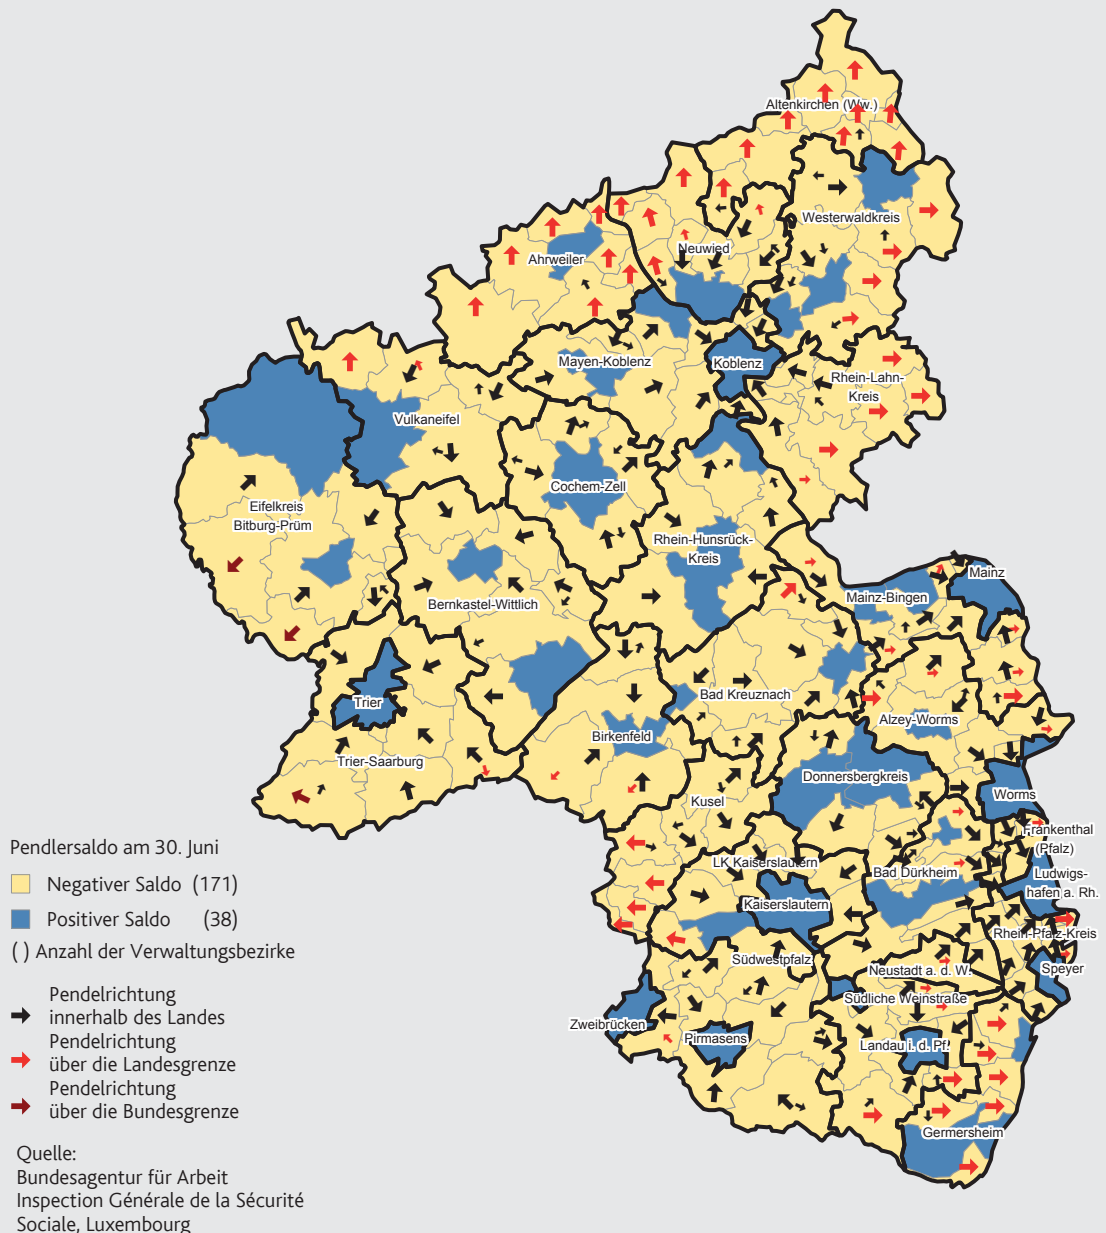 Altenkirchen (Ww.)
Westerwaldkreis
Neuwied
Ahrweiler
Mayen-Koblenz
Koblenz
Rhein-Lahn-
Kreis
Vulkaneifel
Cochem-Zell
Eifelkreis
Bitburg-Prüm
Rhein-Hunsrück-
Kreis
Mainz
Mainz-Bingen
Bernkastel-Wittlich
Trier
Bad Kreuznach
Alzey-Worms
Birkenfeld
Trier-Saarburg
Donnersbergkreis
Worms
Kusel
Frankenthal
(Pfalz)
LK Kaiserslautern
Bad Dürkheim
Ludwigs-
hafen a. Rh.
Kaiserslautern
Rhein-Pfalz-Kreis
Südwestpfalz
Neustadt a. d. W.
Speyer
Südliche Weinstraße
Zweibrücken
Pirmasens
Landau i. d. Pf.
Germersheim
Pendlersaldo am 30. Juni
Negativer Saldo (171)
Positiver Saldo (38)
( ) Anzahl der Verwaltungsbezirke
Pendelrichtung
innerhalb des Landes
Pendelrichtung
über die Landesgrenze
Pendelrichtung
über die Bundesgrenze
Quelle:
Bundesagentur für Arbeit
Inspection Générale de la Sécurité
Sociale, Luxembourg